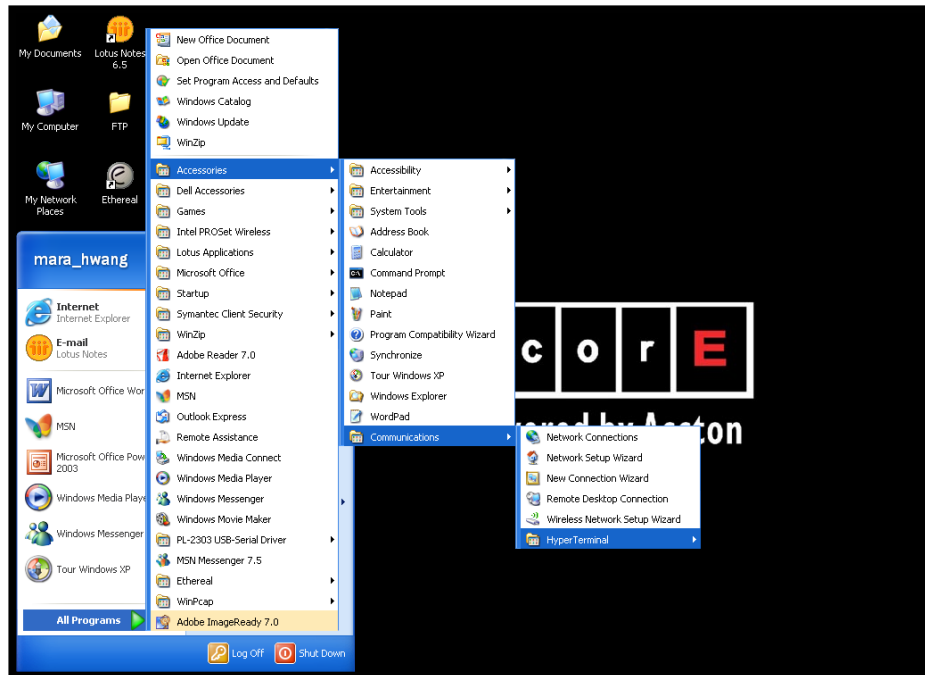 My Documents
Lotus Notes
6.5
My Computer
FTP
My Network
Places
Ethereal
mara_hwang
Internet
Internet Explorer
E-mail
Lotus Notes
Microsoft Office Wor
MSN
Microsoft Office Pow
2003
Windows Media Playe
Windows Messenger
Tour Windows XP
All Programs
Log Off
Shut Down
New Office Document
Open Office Document
Set Program Access and Defaults
Windows Catalog
Windows Update
WinZip
Accessories
Dell Accessories
Games
Intel PROSet Wireless
Lotus Applications
Microsoft Office
Startup
Symantec Client Security
WinZip
Adobe Reader 7.0
Internet Explorer
MSN
Outlook Express
Remote Assistance
Windows Media Connect
Windows Media Player
Windows Messenger
Windows Movie Maker
PL-2303 USB-Serial Driver
MSN Messenger 7.5
Ethereal
WinPcap
Adobe ImageReady 7.0
Accessibility
Entertainment
System Tools
Address Book
Calculator
Command Prompt
Notepad
Paint
Program Compatibility Wizard
Synchronize
Tour Windows XP
Windows Explorer
WordPad
Communications
Network Connections
Network Setup Wizard
New Connection Wizard
Remote Desktop Connection
Wireless Network Setup Wizard
HyperTerminal
c o r E